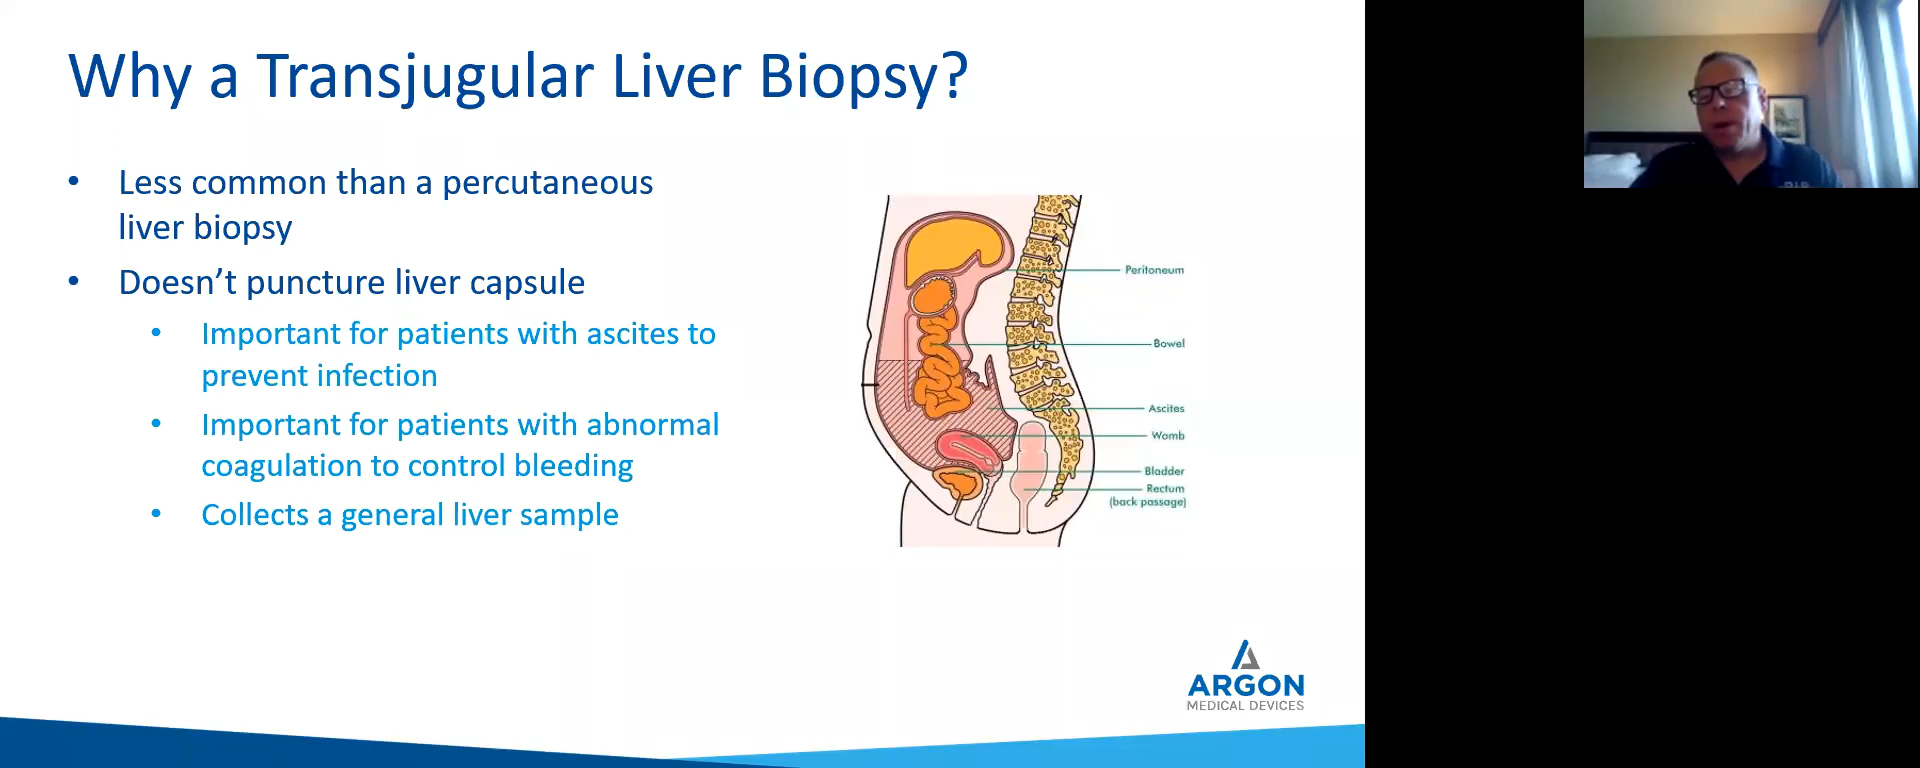 Why a Transjugular Liver Biopsy?
• Less common than a percutaneous
liver biopsy
• Doesn’t puncture liver capsule
• Important for patients with ascites to
prevent infection
• Important for patients with abnormal
coagulation to control bleeding
• Collects a general liver sample
Peritoneum
Bowel
Ascites
Womb
Bladder
Rectum
(back passage)
ARGON
MEDICAL DEVICES